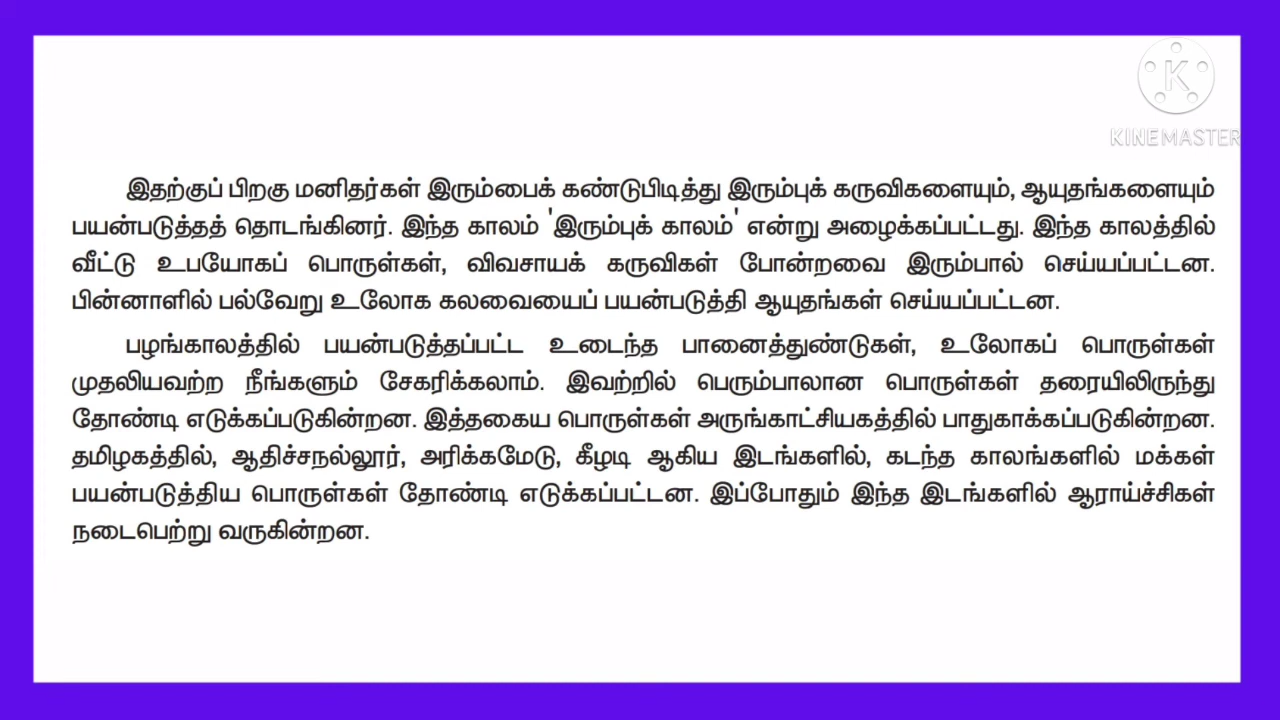 KINEMASTER
இதற்குப் பிறகு மனிதர்கள் இரும்பைக் கண்டுபிடித்து இரும்புக் கருவிகளையும், ஆயுதங்களையும்
பயன்படுத்தத் தொடங்கினர். இந்த காலம் 'இரும்புக் காலம்' என்று அழைக்கப்பட்டது. இந்த காலத்தில்
வீட்டு உபயோகப் பொருள்கள், விவசாயக் கருவிகள் போன்றவை இரும்பால் செய்யப்பட்டன.
பின்னாளில் பல்வேறு உலோக கலவையைப் பயன்படுத்தி ஆயுதங்கள் செய்யப்பட்டன.
பழங்காலத்தில் பயன்படுத்தப்பட்ட உடைந்த பானைத்துண்டுகள், உலோகப் பொருள்கள்
முதலியவற்ற நீங்களும் சேகரிக்கலாம். இவற்றில் பெரும்பாலான பொருள்கள் தரையிலிருந்து
தோண்டி எடுக்கப்படுகின்றன. இத்தகைய பொருள்கள் அருங்காட்சியகத்தில் பாதுகாக்கப்படுகின்றன.
தமிழகத்தில், ஆதிச்சநல்லூர், அரிக்கமேடு, கீழடி ஆகிய இடங்களில், கடந்த காலங்களில் மக்கள்
பயன்படுத்திய பொருள்கள் தோண்டி எடுக்கப்பட்டன. இப்போதும் இந்த இடங்களில் ஆராய்ச்சிகள்
நடைபெற்று வருகின்றன.